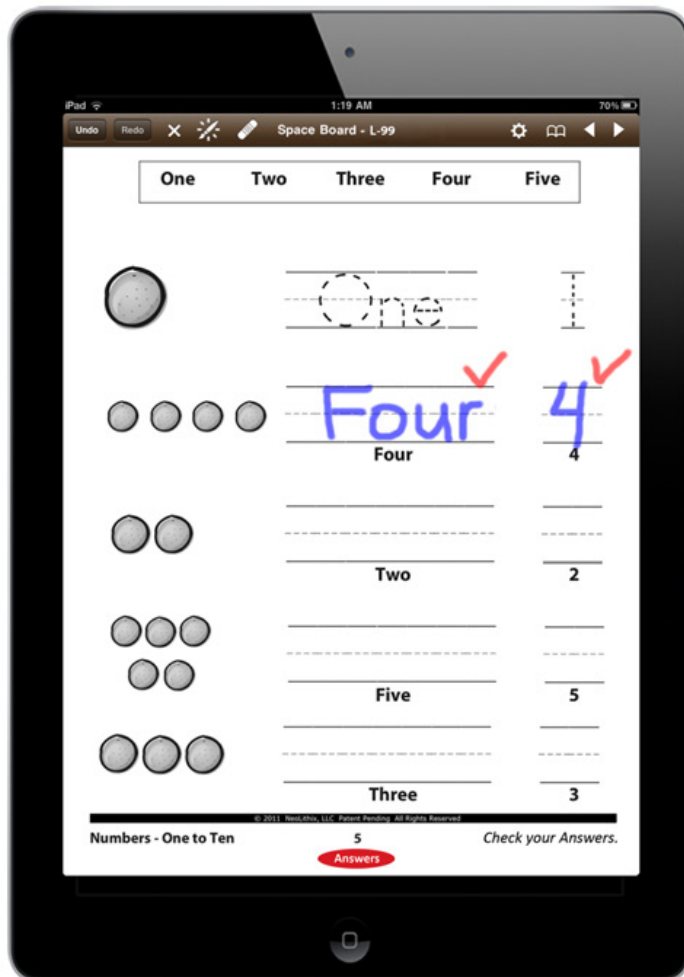 iPad 1:19 AM 70%
Undo Redo Space Board - L-99
One Two Three Four Five
One 1
Four 4
Four 4
Two 2
Five 5
Three 3
© 2011 NeoLithix, LLC Patent Pending All Rights Reserved
Numbers - One to Ten 5 Check your Answers.
Answers